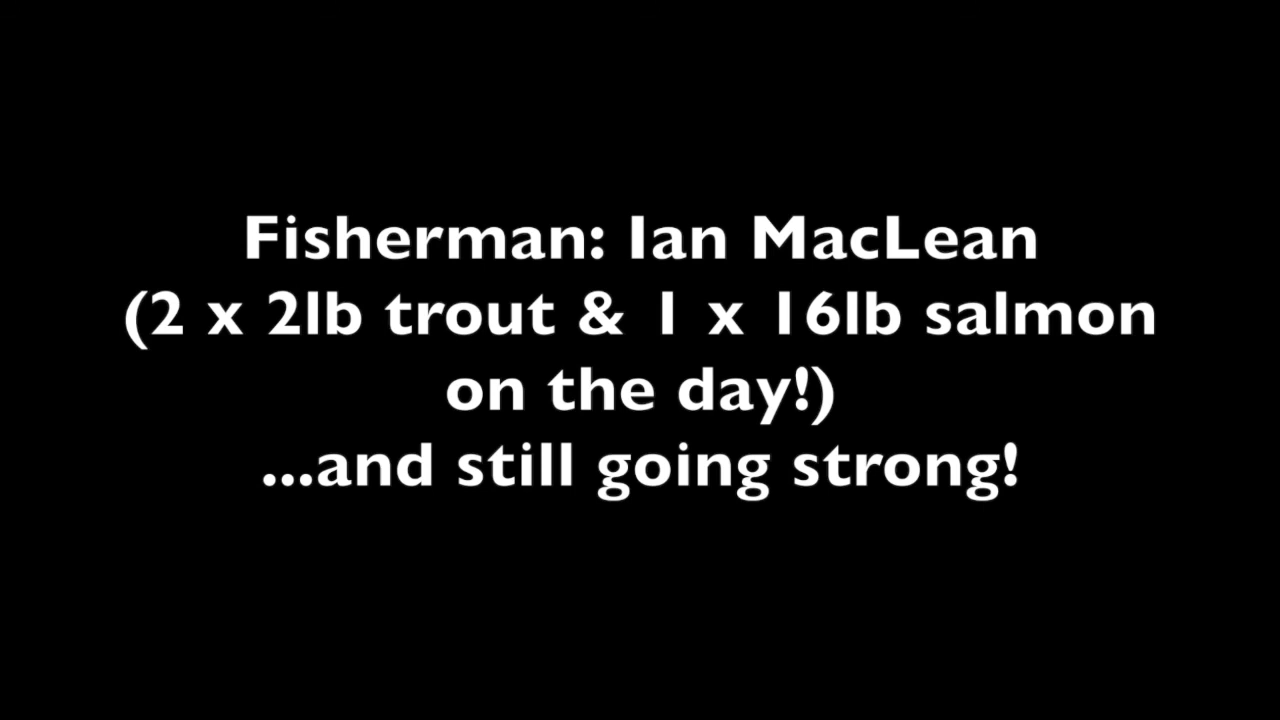 Fisherman: Ian MacLean
(2 x 2lb trout & 1 x 16lb salmon
on the day!)
...and still going strong!